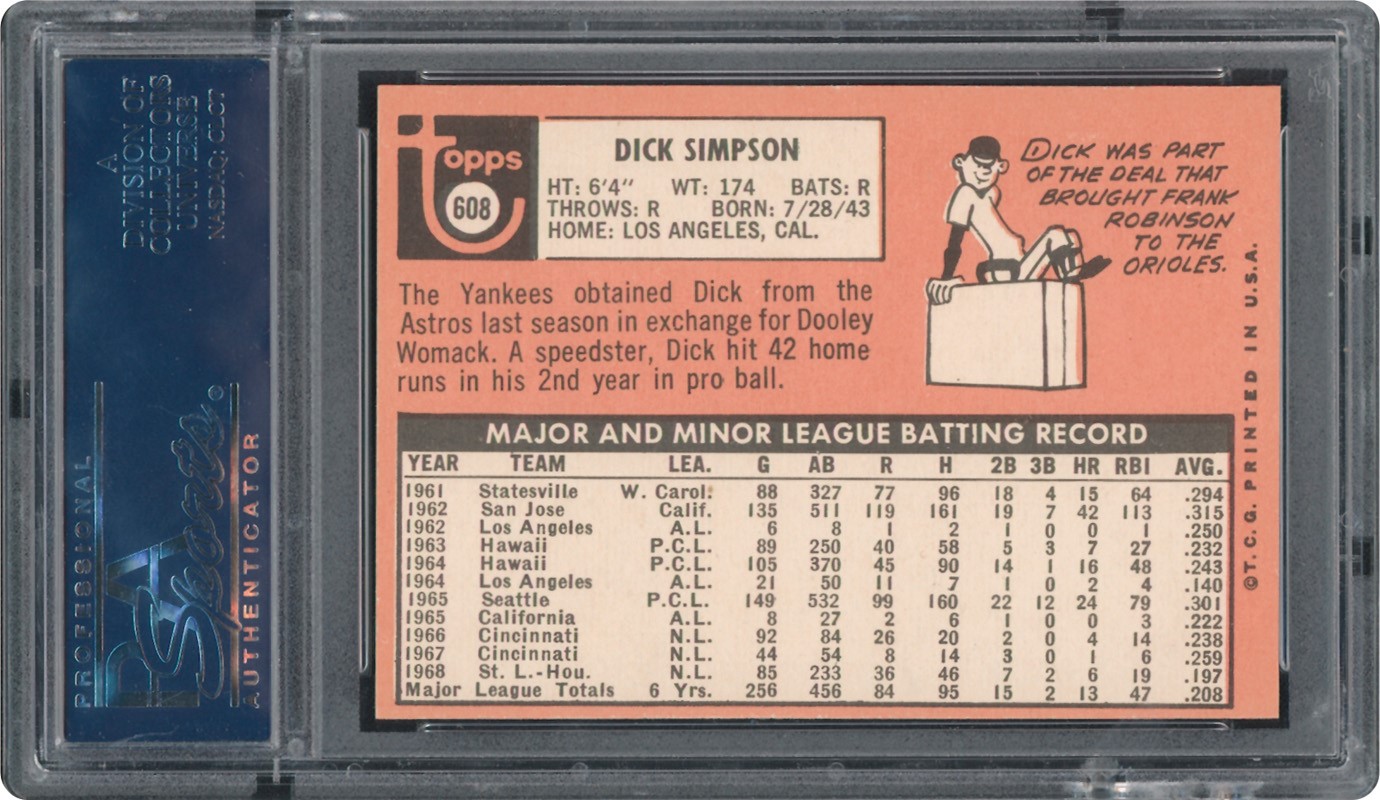 A
DIVISION OF
COLLECTORS
UNIVERSE
NASDAQ: CLCT
PROFESSIONAL
PSA
Sports
AUTHENTICATOR
Topps
608
DICK SIMPSON
HT: 6'4" WT: 174 BATS: R
THROWS: R BORN: 7/28/43
HOME: LOS ANGELES, CAL.
The Yankees obtained Dick from the
Astros last season in exchange for Dooley
Womack. A speedster, Dick hit 42 home
runs in his 2nd year in pro ball.
DICK WAS PART
OF THE DEAL THAT
BROUGHT FRANK
ROBINSON
TO THE
ORIOLES.
MAJOR AND MINOR LEAGUE BATTING RECORD
YEAR TEAM LEA. G AB R H 2B 3B HR RBI AVG.
1961 Statesville W. Carol. 88 327 77 96 18 4 15 64 .294
1962 San Jose Calif. 135 511 119 161 19 7 42 113 .315
1962 Los Angeles A.L. 6 8 1 2 1 0 0 1 .250
1963 Hawaii P.C.L. 89 250 40 58 5 3 7 27 .232
1964 Hawaii P.C.L. 105 370 45 90 14 1 16 48 .243
1964 Los Angeles A.L. 21 50 11 7 1 0 2 4 .140
1965 Seattle P.C.L. 149 532 99 160 22 12 24 79 .301
1965 California A.L. 8 27 2 6 1 0 0 3 .222
1966 Cincinnati N.L. 92 84 26 20 2 0 4 14 .238
1967 Cincinnati N.L. 44 54 8 14 3 0 1 6 .259
1968 St. L.-Hou. N.L. 85 233 36 46 7 2 6 19 .197
Major League Totals 6 Yrs. 256 456 84 95 15 2 13 47 .208
©T.C.G. PRINTED IN U.S.A.